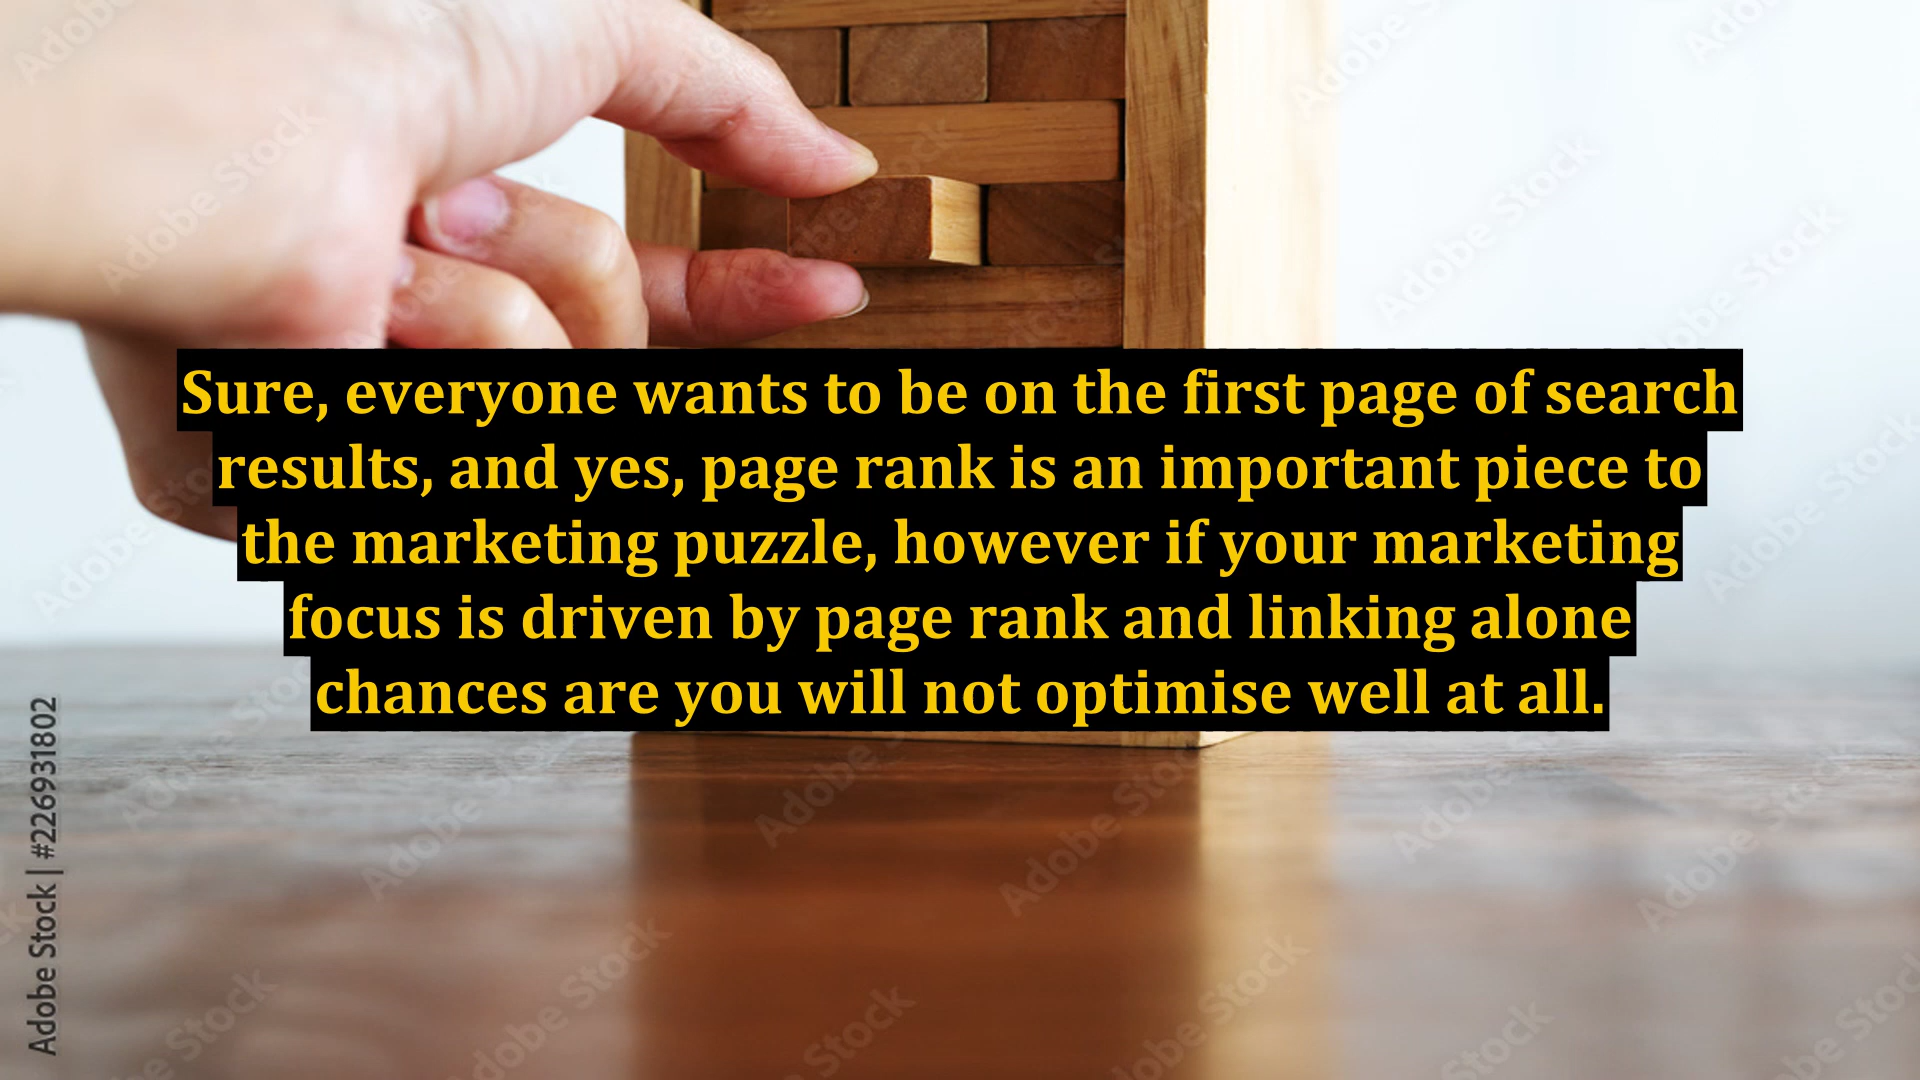 Sure, everyone wants to be on the first page of search
results, and yes, page rank is an important piece to
the marketing puzzle, however if your marketing
focus is driven by page rank and linking alone
chances are you will not optimise well at all.
Adobe Stock | #226931802
Adobe Stock